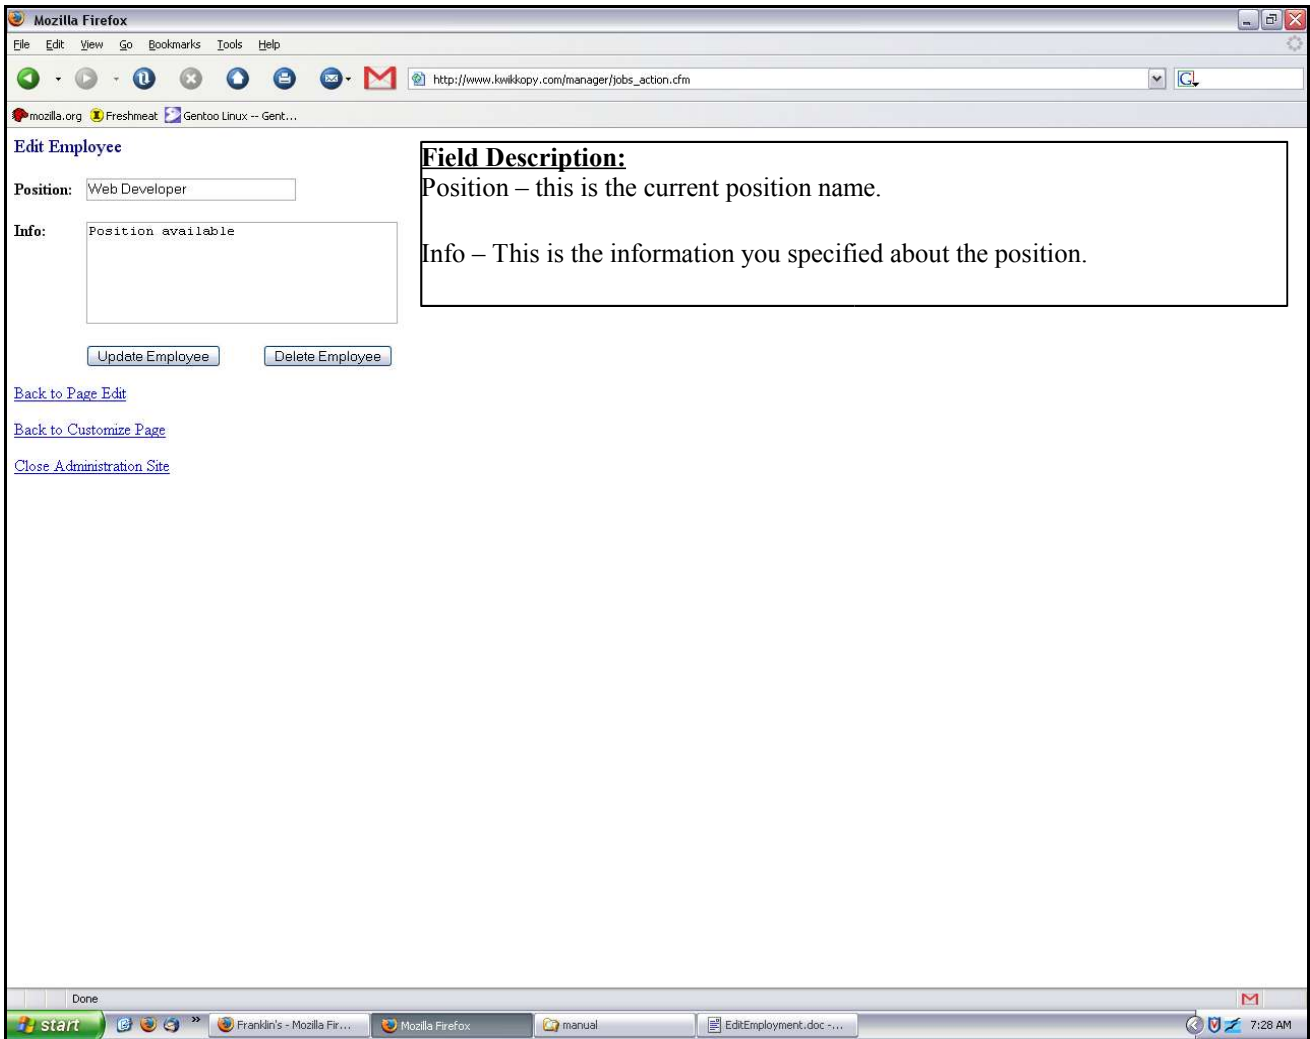 Mozilla Firefox
File Edit View Go Bookmarks Tools Help
http://www.kwikkopy.com/manager/jobs_action.cfm
G
mozilla.org Freshmeat Gentoo Linux -- Gent...
Edit Employee
Position: Web Developer
Info: Position available
Update Employee Delete Employee
Back to Page Edit
Back to Customize Page
Close Administration Site
Field Description:
Position – this is the current position name.
Info – This is the information you specified about the position.
Done
start » Franklin's - Mozilla Fir... Mozilla Firefox manual EditEmployment.doc -... 7:28 AM